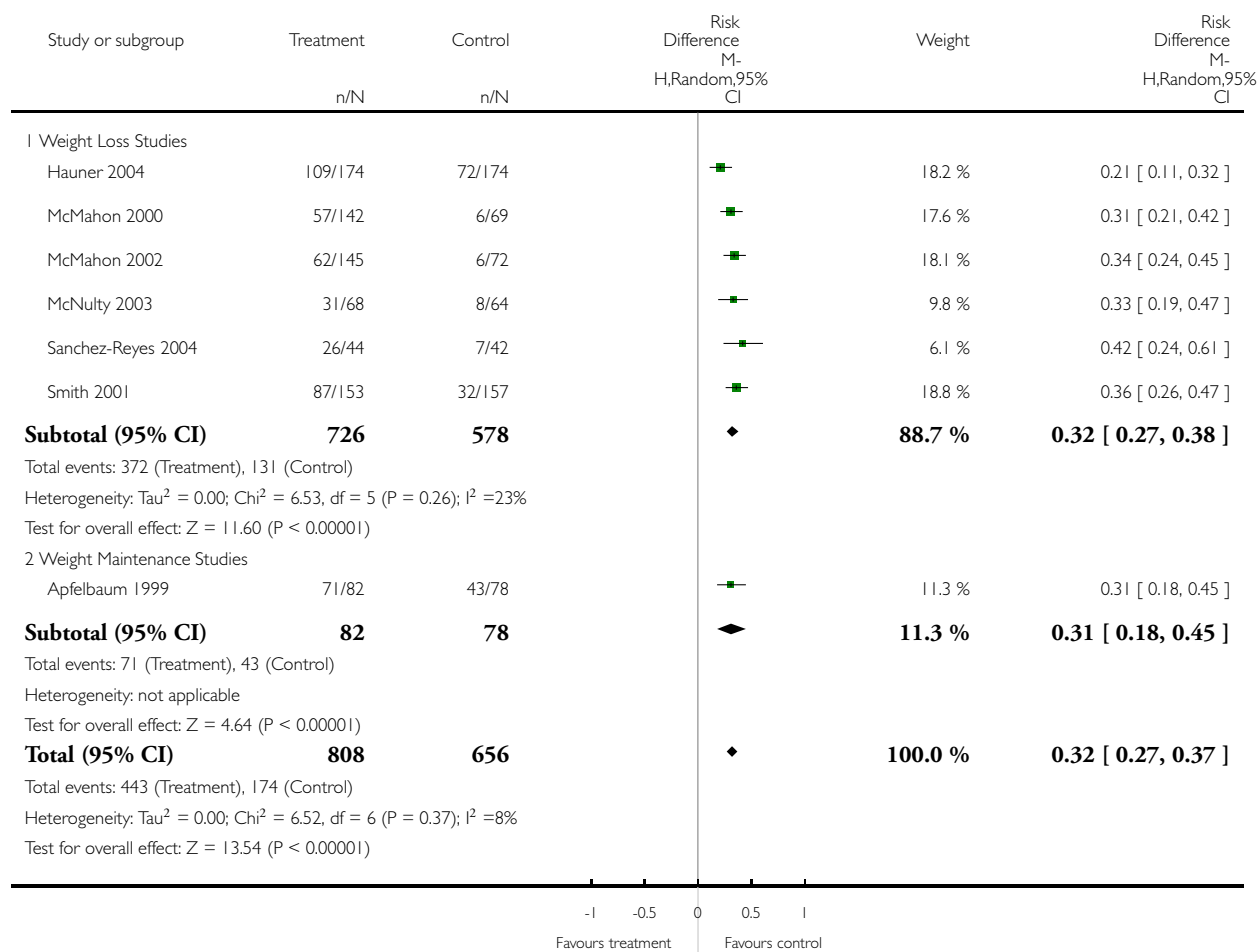 Study or subgroup Treatment Control Risk Difference Weight Risk Difference
M-H,Random,95% CI M-H,Random,95% CI
n/N n/N
1 Weight Loss Studies
Hauner 2004 109/174 72/174 18.2 % 0.21 [ 0.11, 0.32 ]
McMahon 2000 57/142 6/69 17.6 % 0.31 [ 0.21, 0.42 ]
McMahon 2002 62/145 6/72 18.1 % 0.34 [ 0.24, 0.45 ]
McNulty 2003 31/68 8/64 9.8 % 0.33 [ 0.19, 0.47 ]
Sanchez-Reyes 2004 26/44 7/42 6.1 % 0.42 [ 0.24, 0.61 ]
Smith 2001 87/153 32/157 18.8 % 0.36 [ 0.26, 0.47 ]
Subtotal (95% CI) 726 578 88.7 % 0.32 [ 0.27, 0.38 ]
Total events: 372 (Treatment), 131 (Control)
Heterogeneity: Tau² = 0.00; Chi² = 6.53, df = 5 (P = 0.26); I² =23%
Test for overall effect: Z = 11.60 (P < 0.00001)
2 Weight Maintenance Studies
Apfelbaum 1999 71/82 43/78 11.3 % 0.31 [ 0.18, 0.45 ]
Subtotal (95% CI) 82 78 11.3 % 0.31 [ 0.18, 0.45 ]
Total events: 71 (Treatment), 43 (Control)
Heterogeneity: not applicable
Test for overall effect: Z = 4.64 (P < 0.00001)
Total (95% CI) 808 656 100.0 % 0.32 [ 0.27, 0.37 ]
Total events: 443 (Treatment), 174 (Control)
Heterogeneity: Tau² = 0.00; Chi² = 6.52, df = 6 (P = 0.37); I² =8%
Test for overall effect: Z = 13.54 (P < 0.00001)
-1 -0.5 0 0.5 1
Favours treatment Favours control